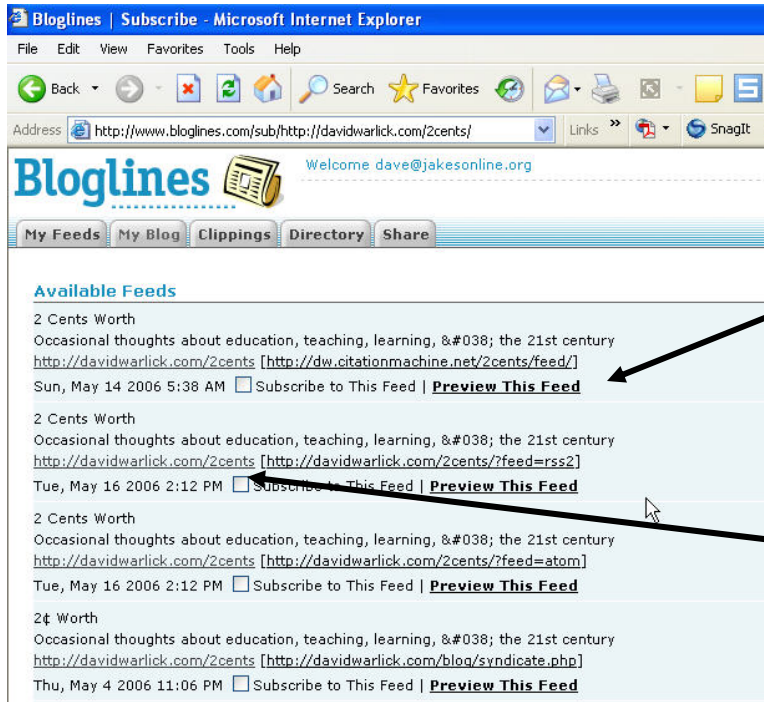 Bloglines | Subscribe - Microsoft Internet Explorer
File Edit View Favorites Tools Help
Back Search Favorites
Address http://www.bloglines.com/sub/http://davidwarlick.com/2cents/ Links » SnagIt
Bloglines Welcome dave@jakesonline.org
My Feeds My Blog Clippings Directory Share
Available Feeds
2 Cents Worth
Occasional thoughts about education, teaching, learning, &#038; the 21st century
http://davidwarlick.com/2cents [http://dw.citationmachine.net/2cents/feed/]
Sun, May 14 2006 5:38 AM Subscribe to This Feed | Preview This Feed
2 Cents Worth
Occasional thoughts about education, teaching, learning, &#038; the 21st century
http://davidwarlick.com/2cents [http://davidwarlick.com/2cents/?feed=rss2]
Tue, May 16 2006 2:12 PM Subscribe to This Feed | Preview This Feed
2 Cents Worth
Occasional thoughts about education, teaching, learning, &#038; the 21st century
http://davidwarlick.com/2cents [http://davidwarlick.com/2cents/?feed=atom]
Tue, May 16 2006 2:12 PM Subscribe to This Feed | Preview This Feed
2¢ Worth
Occasional thoughts about education, teaching, learning, &#038; the 21st century
http://davidwarlick.com/2cents [http://davidwarlick.com/blog/syndicate.php]
Thu, May 4 2006 11:06 PM Subscribe to This Feed | Preview This Feed